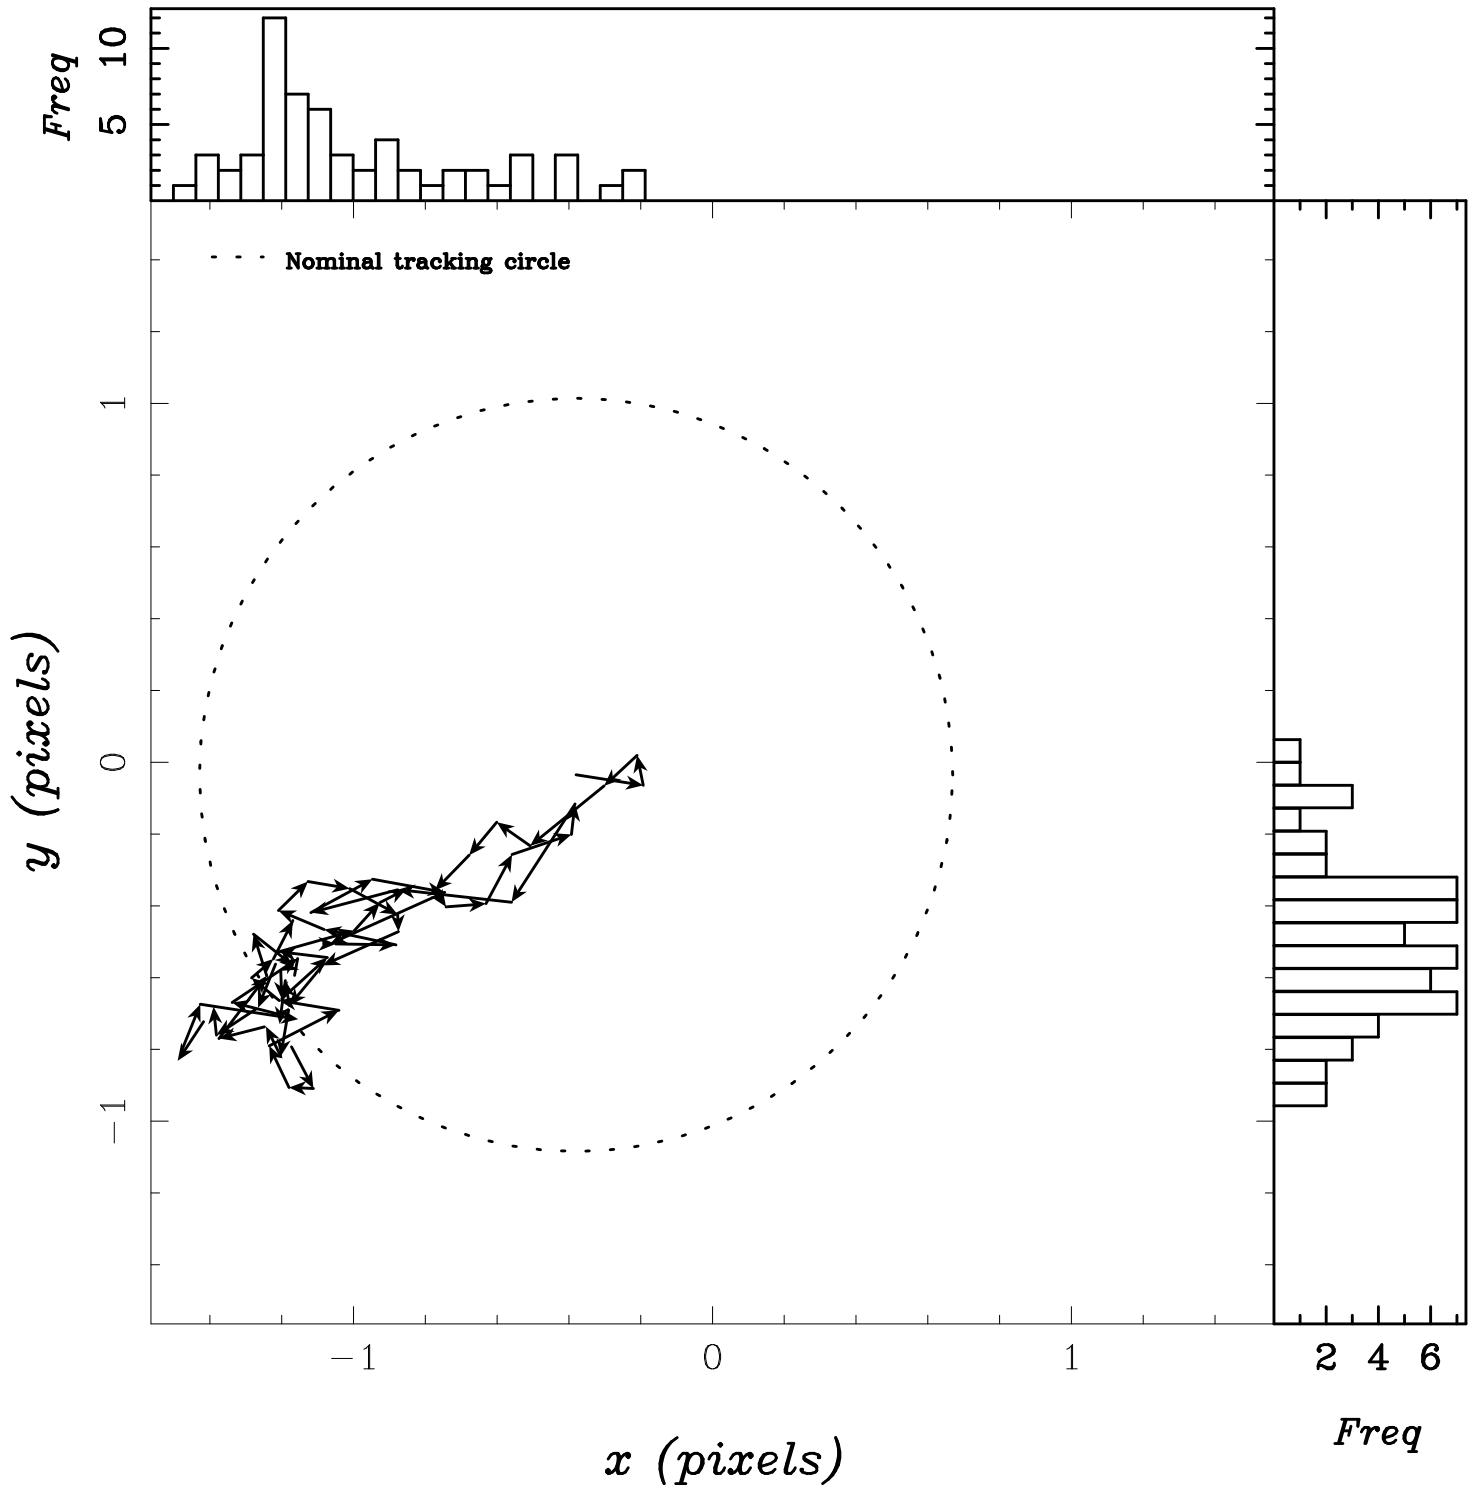 Freq
10
5
Nominal tracking circle
y (pixels)
1
0
−1
−1 0 1
2 4 6
x (pixels)
Freq